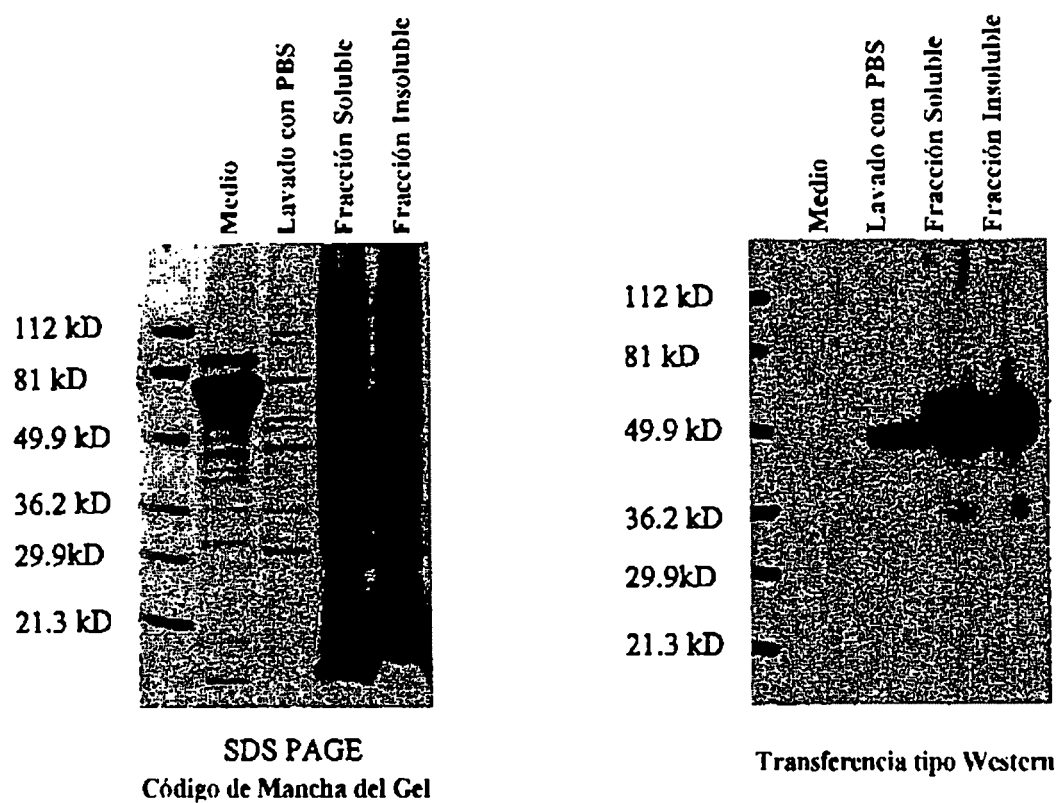 Medio
Lavado con PBS
Fracción Soluble
Fracción Insoluble
112 kD
81 kD
49.9 kD
36.2 kD
29.9kD
21.3 kD
SDS PAGE
Código de Mancha del Gel
Medio
Lavado con PBS
Fracción Soluble
Fracción Insoluble
112 kD
81 kD
49.9 kD
36.2 kD
29.9kD
21.3 kD
Transferencia tipo Western